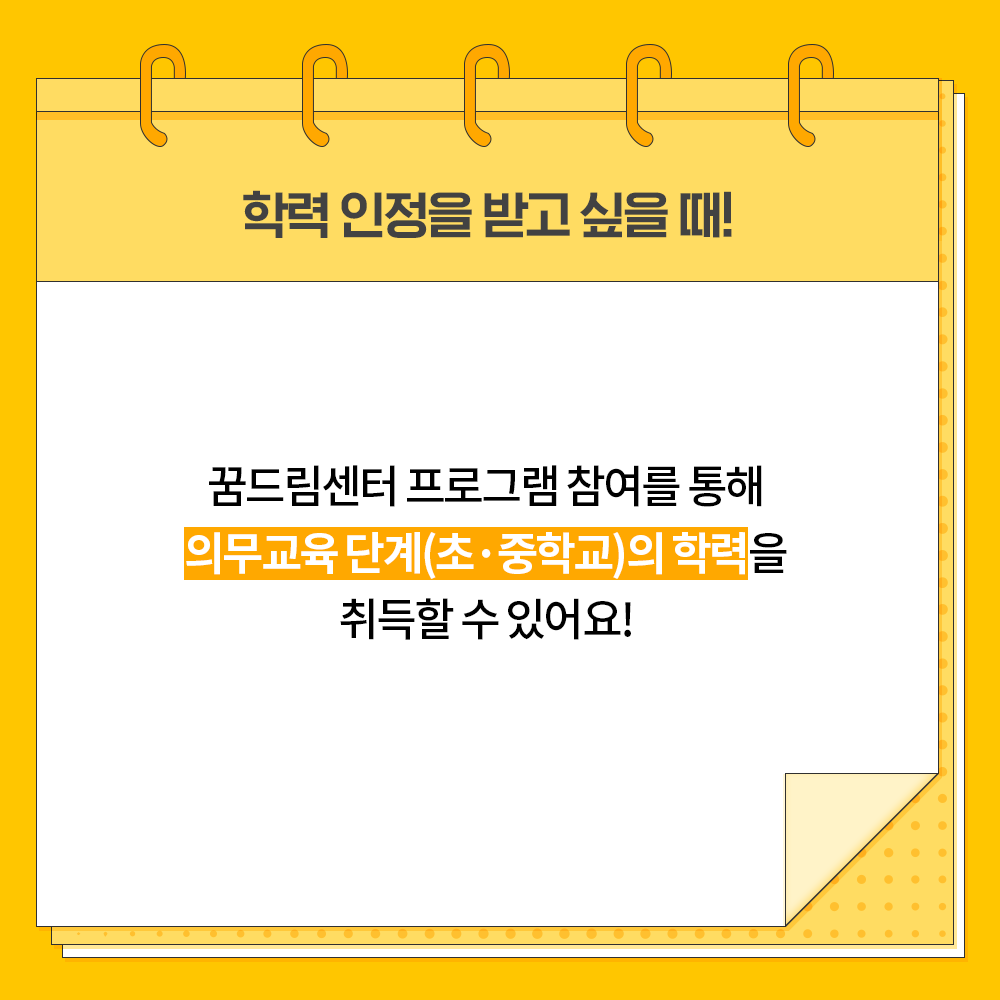 학력 인정을 받고 싶을 때!
꿈드림센터 프로그램 참여를 통해
의무교육 단계(초·중학교)의 학력을
취득할 수 있어요!